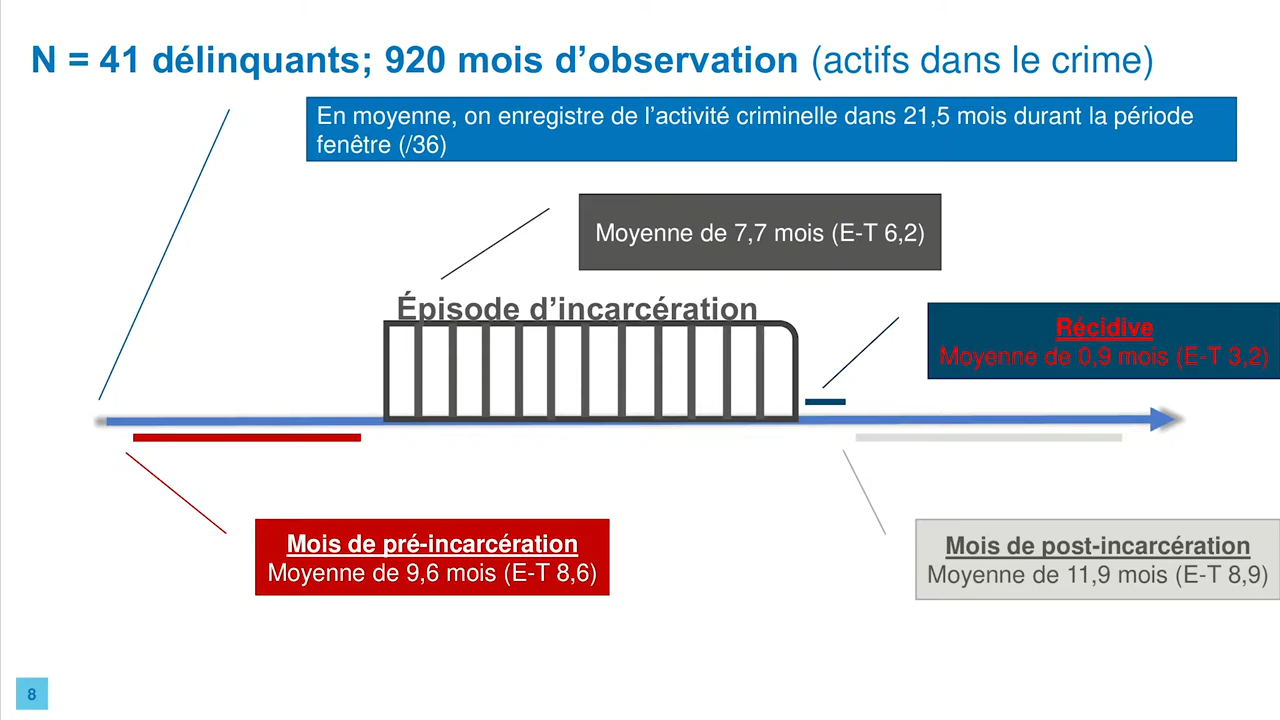 N = 41 délinquants; 920 mois d’observation (actifs dans le crime)
En moyenne, on enregistre de l’activité criminelle dans 21,5 mois durant la période
fenêtre (/36)
Moyenne de 7,7 mois (E-T 6,2)
Épisode d’incarcération
Récidive
Moyenne de 0,9 mois (E-T 3,2)
Mois de pré-incarcération
Moyenne de 9,6 mois (E-T 8,6)
Mois de post-incarcération
Moyenne de 11,9 mois (E-T 8,9)
8